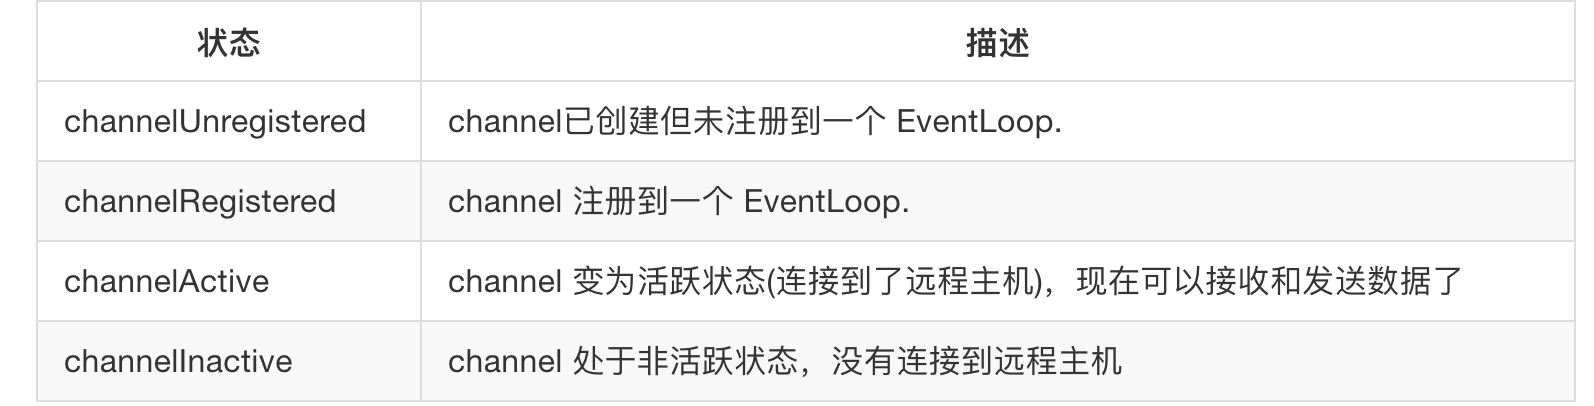 状态 描述
channelUnregistered channel已创建但未注册到一个 EventLoop.
channelRegistered channel 注册到一个 EventLoop.
channelActive channel 变为活跃状态(连接到了远程主机)，现在可以接收和发送数据了
channelInactive channel 处于非活跃状态，没有连接到远程主机